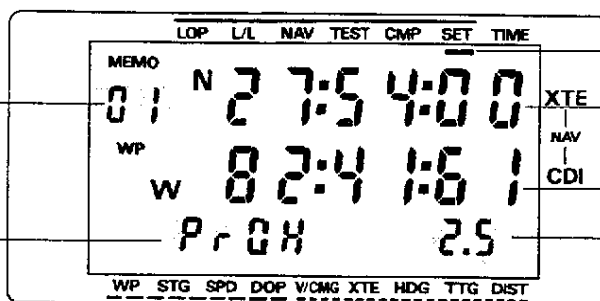 LOP L/L NAV TEST CMP SET TIME
MEMO
01 N 27:54:00
XTE
NAV
CDI
WP
W 82:41:61
PrOX 2.5
WP STG SPD DOP V/CMG XTE HDG TTG DIST